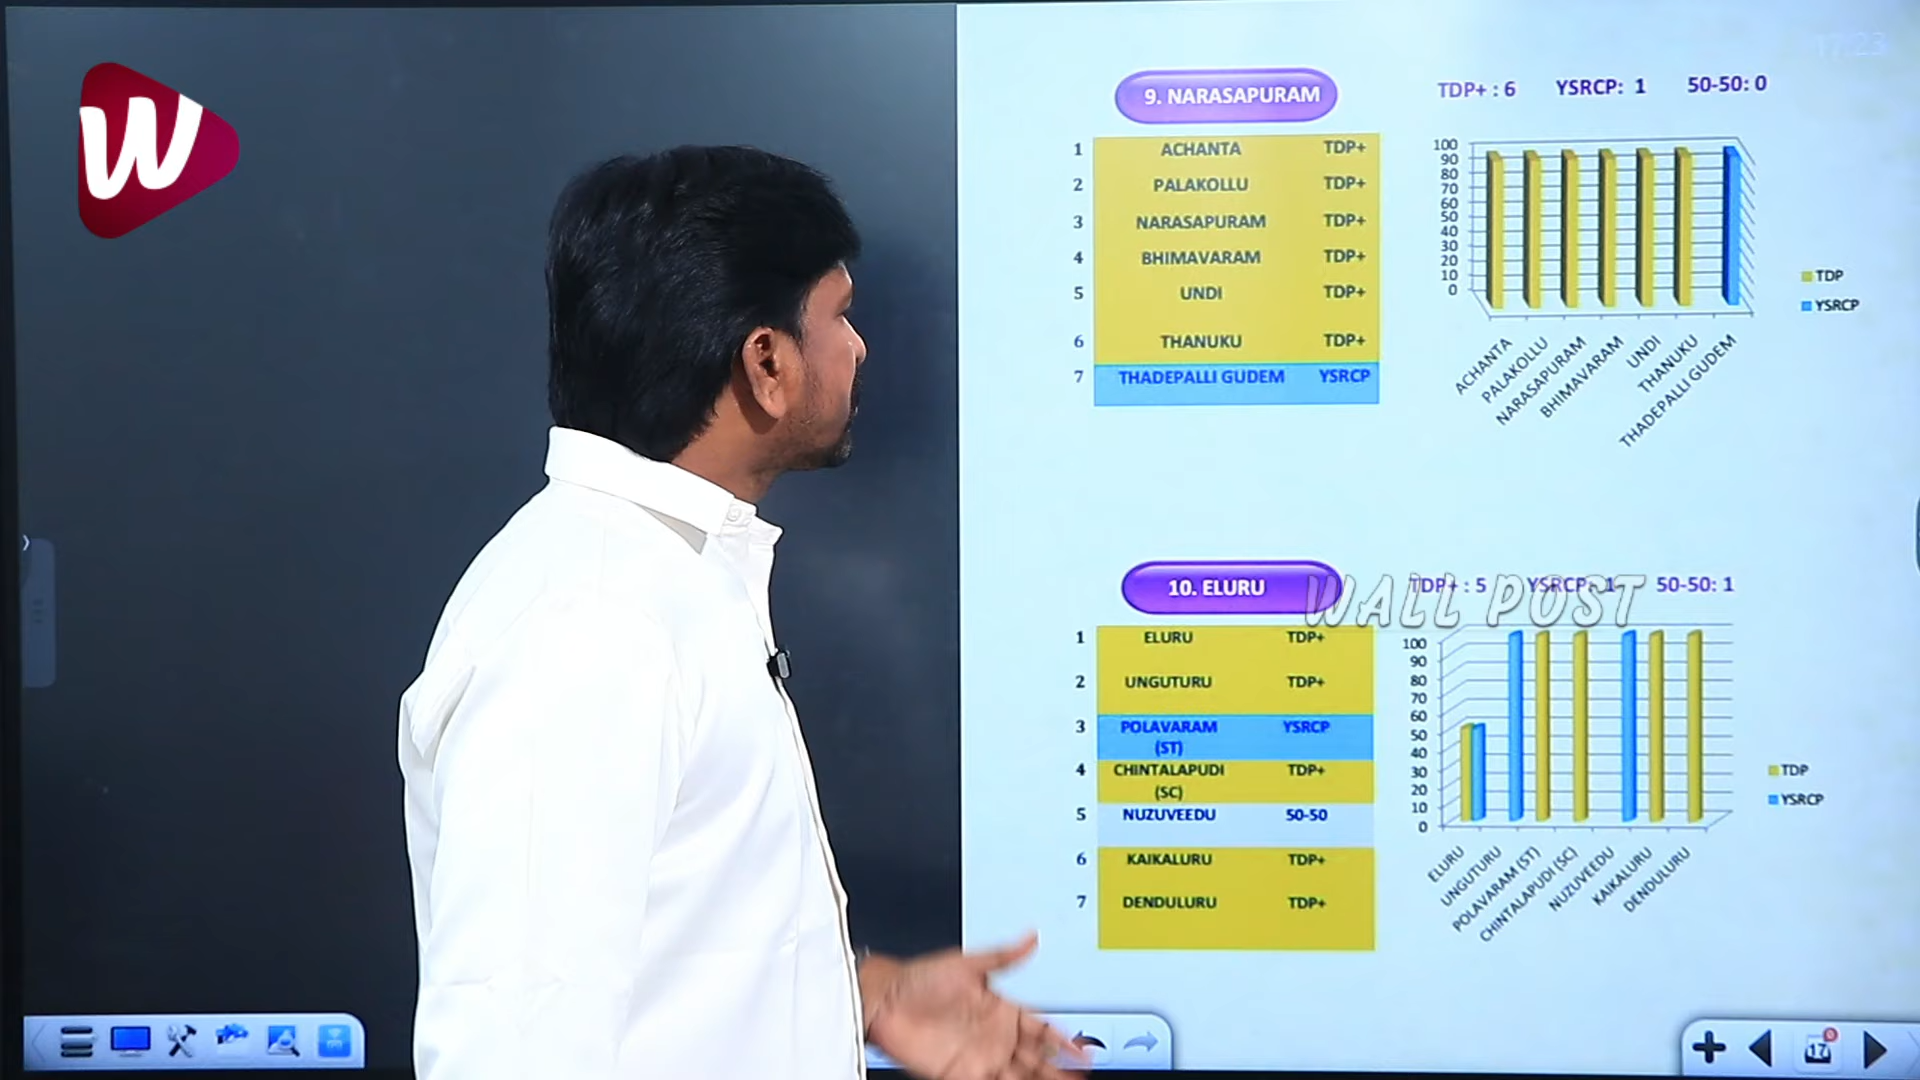 W
17:23
9. NARASAPURAM
TDP+ : 6 YSRCP: 1 50-50: 0
1 ACHANTA TDP+
2 PALAKOLLU TDP+
3 NARASAPURAM TDP+
4 BHIMAVARAM TDP+
5 UNDI TDP+
6 THANUKU TDP+
7 THADEPALLI GUDEM YSRCP
100
90
80
70
60
50
40
30
20
10
0
ACHANTA
PALAKOLLU
NARASAPURAM
BHIMAVARAM
UNDI
THANUKU
THADEPALLI GUDEM
TDP
YSRCP
10. ELURU
TDP+ : 5 YSRCP: 1 50-50: 1
WALL POST
1 ELURU TDP+
2 UNGUTURU TDP+
3 POLAVARAM YSRCP
(ST)
4 CHINTALAPUDI TDP+
(SC)
5 NUZUVEEDU 50-50
6 KAIKALURU TDP+
7 DENDULURU TDP+
100
90
80
70
60
50
40
30
20
10
0
ELURU
UNGUTURU
POLAVARAM (ST)
CHINTALAPUDI (SC)
NUZUVEEDU
KAIKALURU
DENDULURU
TDP
YSRCP
17